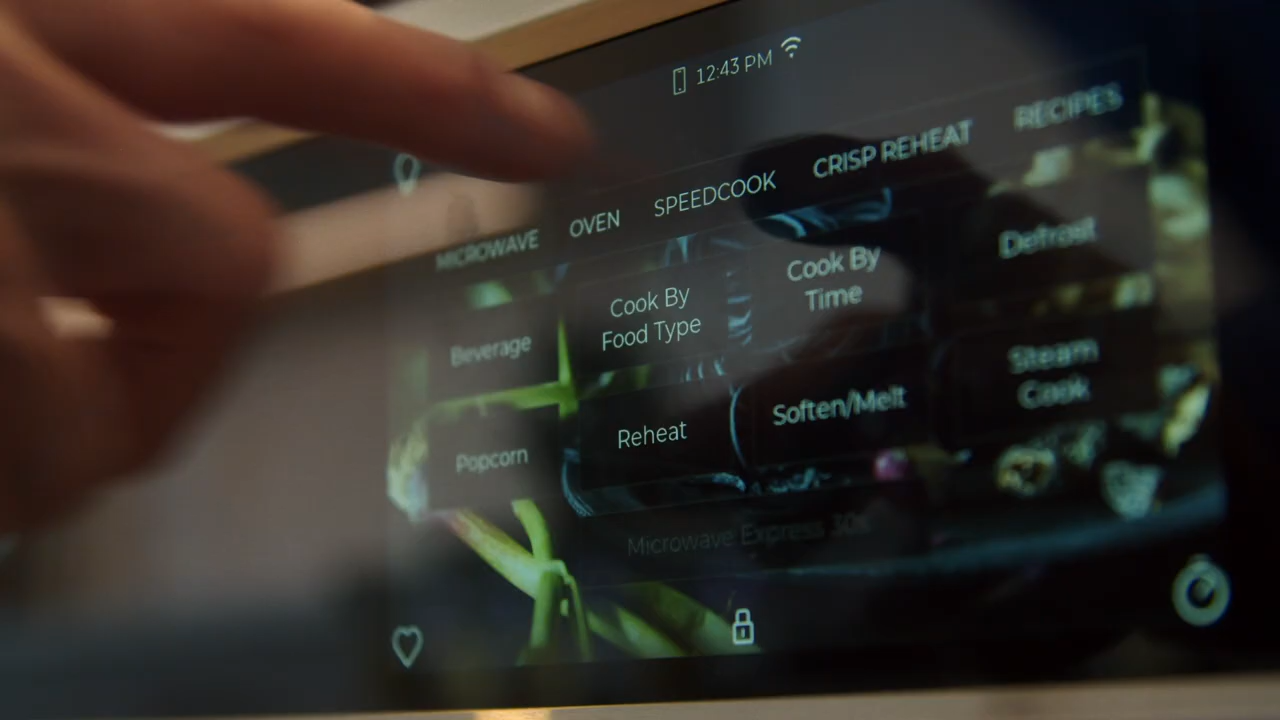 12:43 PM
MICROWAVE OVEN SPEEDCOOK CRISP REHEAT RECIPES
Beverage
Cook By
Food Type
Cook By
Time
Defrost
Popcorn
Reheat
Soften/Melt
Steam
Cook
Microwave Express 30s